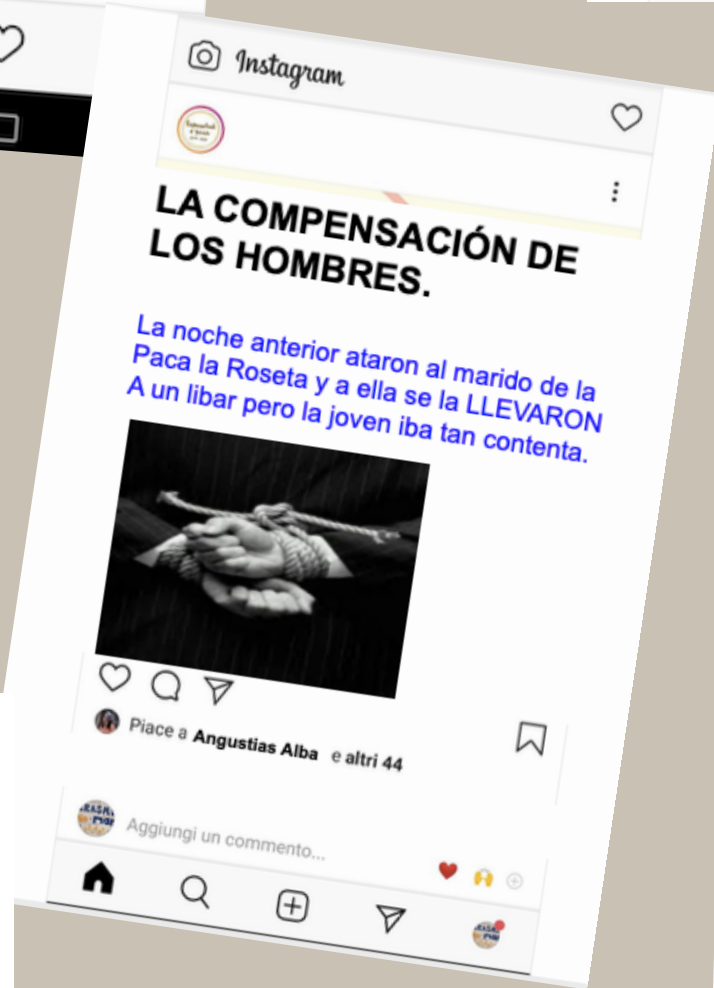 Instagram
LA COMPENSACIÓN DE
LOS HOMBRES.
La noche anterior ataron al marido de la
Paca la Roseta y a ella se la LLEVARON
A un libar pero la joven iba tan contenta.
Piace a Angustias Alba e altri 44
Aggiungi un commento...